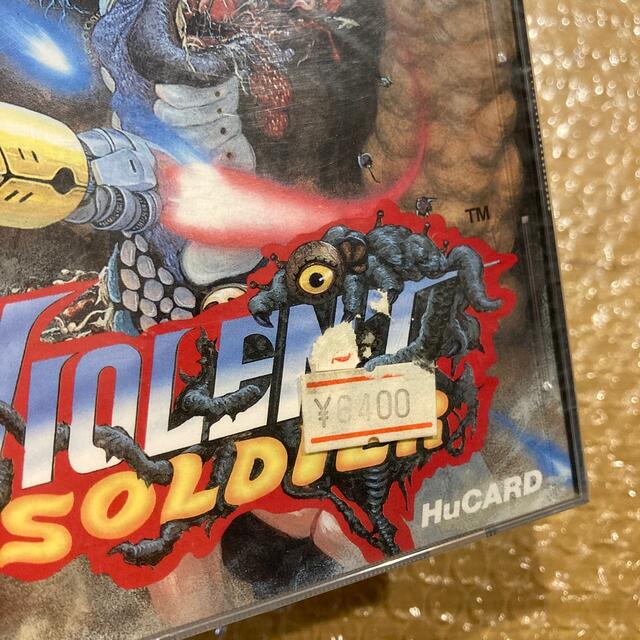 TM
VIOLENT
¥6400
SOLDIER
HuCARD